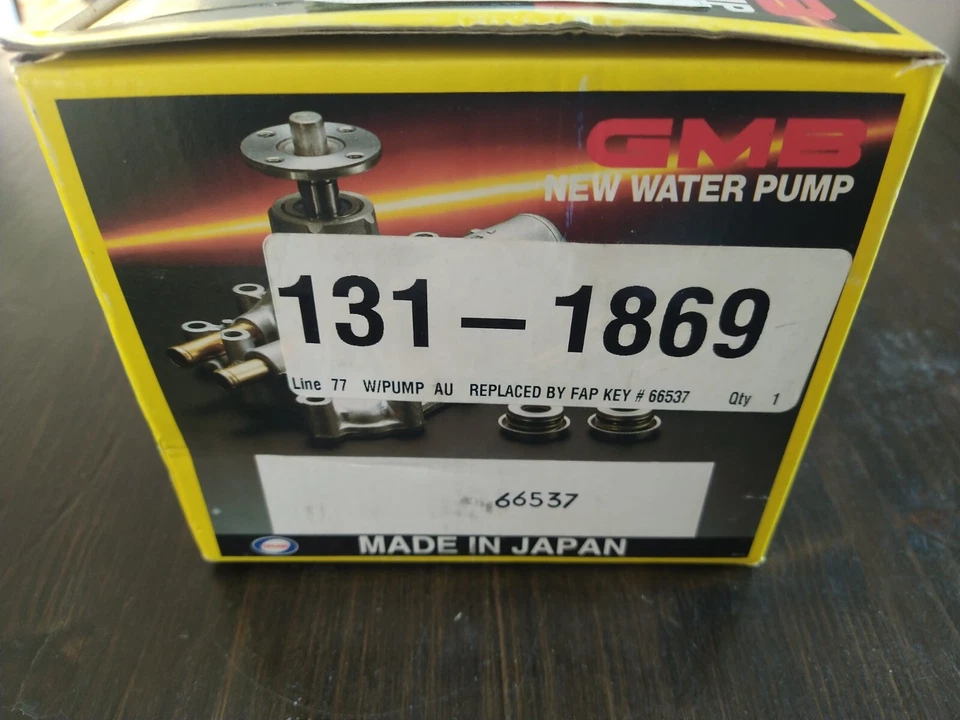 GMB
NEW WATER PUMP
131-1869
Line 77 W/PUMP AU REPLACED BY FAP KEY # 66537 Qty 1
66537
MADE IN JAPAN